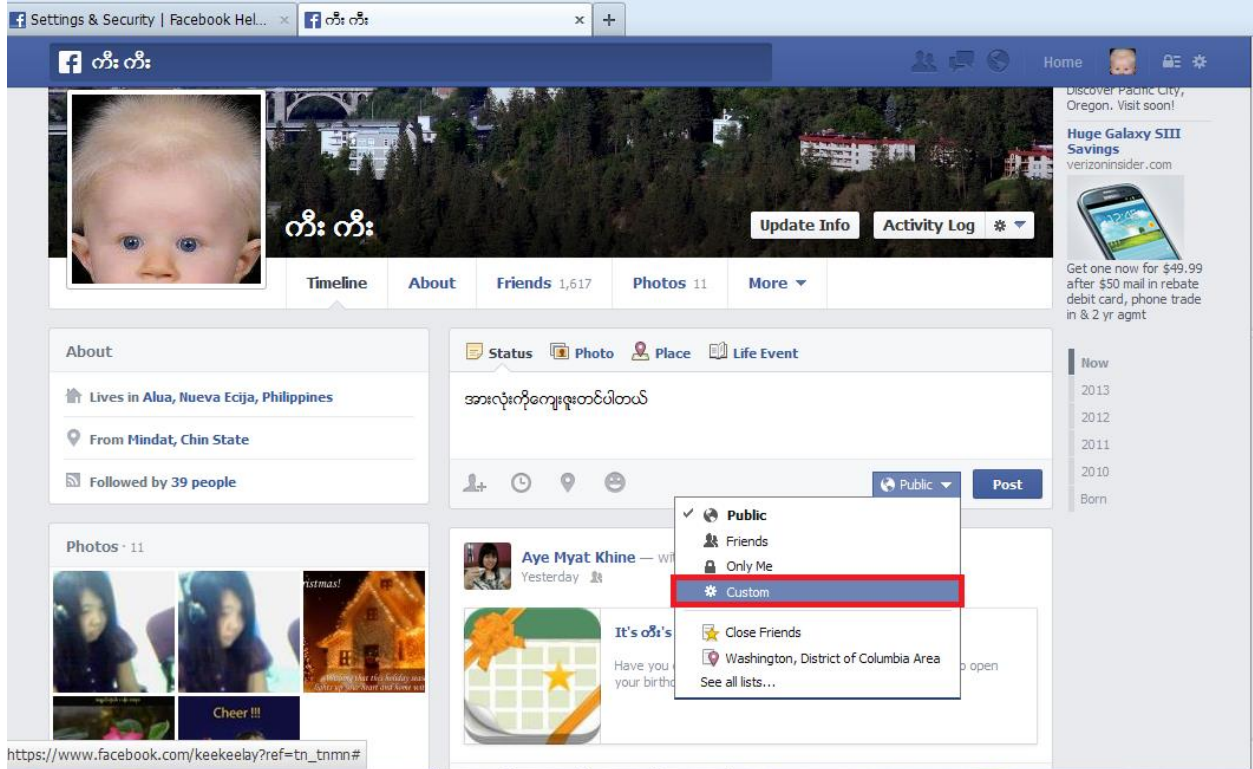 Settings & Security | Facebook Hel...
ကီး ကီး
ကီး ကီး
Home
Discover Pacific City,
Oregon. Visit soon!
Huge Galaxy SIII
Savings
verizoninsider.com
Get one now for $49.99
after $50 mail in rebate
debit card, phone trade
in & 2 yr agmt
ကီး ကီး
Update Info
Activity Log
Timeline
About
Friends 1,617
Photos 11
More
Now
2013
2012
2011
2010
Born
About
Lives in Alua, Nueva Ecija, Philippines
From Mindat, Chin State
Followed by 39 people
Status
Photo
Place
Life Event
အားလုံးကိုကျေးဇူးတင်ပါတယ်
Public
Post
Public
Friends
Only Me
Custom
Close Friends
Washington, District of Columbia Area
See all lists...
Photos · 11
Cheer !!!
Aye Myat Khine —
Yesterday
It's ကီး's
Have you
open
your
https://www.facebook.com/keekeelay?ref=tn_tnmn#